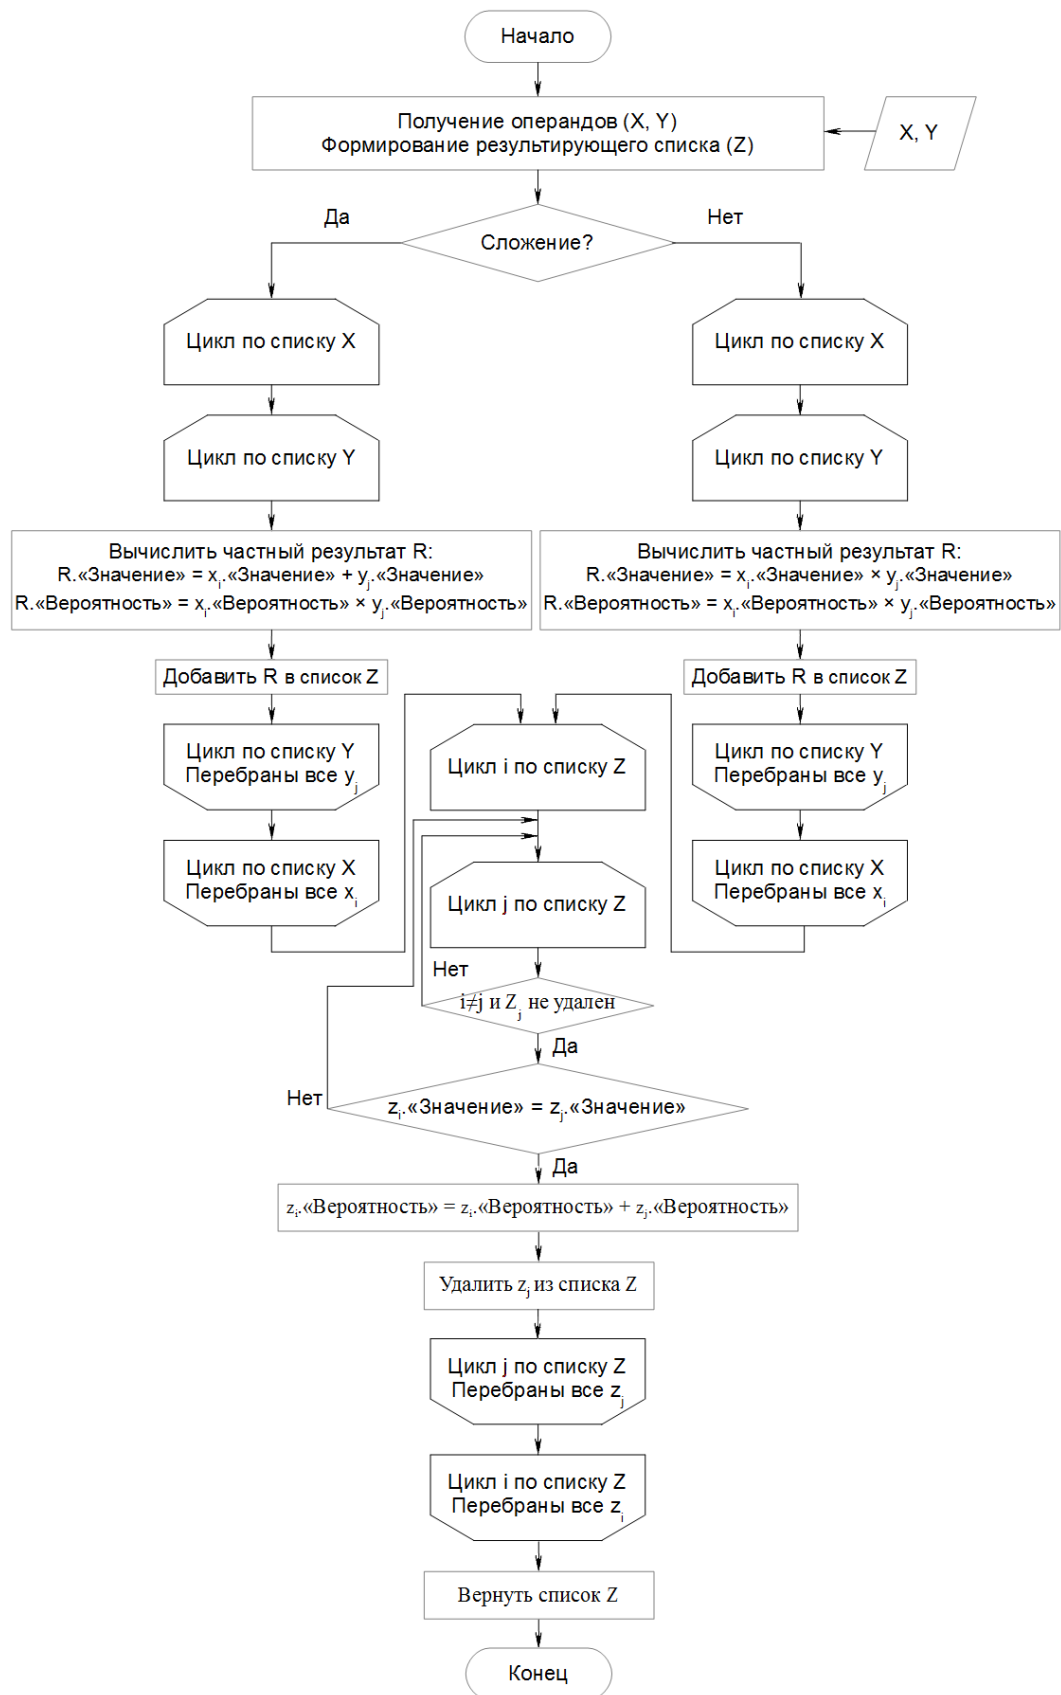 Начало
Получение операндов (X, Y)
Формирование результирующего списка (Z)
X, Y
Да
Нет
Сложение?
Цикл по списку X
Цикл по списку X
Цикл по списку Y
Цикл по списку Y
Вычислить частный результат R:
R.«Значение» = xi.«Значение» + yj.«Значение»
R.«Вероятность» = xi.«Вероятность» × yj.«Вероятность»
Вычислить частный результат R:
R.«Значение» = xi.«Значение» × yj.«Значение»
R.«Вероятность» = xi.«Вероятность» × yj.«Вероятность»
Добавить R в список Z
Добавить R в список Z
Цикл по списку Y
Перебраны все yj
Цикл i по списку Z
Цикл по списку Y
Перебраны все yj
Цикл по списку X
Перебраны все xi
Цикл j по списку Z
Цикл по списку X
Перебраны все xi
Нет
i≠j и Zj не удален
Да
Нет
zi.«Значение» = zj.«Значение»
Да
zi.«Вероятность» = zi.«Вероятность» + zj.«Вероятность»
Удалить zj из списка Z
Цикл j по списку Z
Перебраны все zj
Цикл i по списку Z
Перебраны все zi
Вернуть список Z
Конец